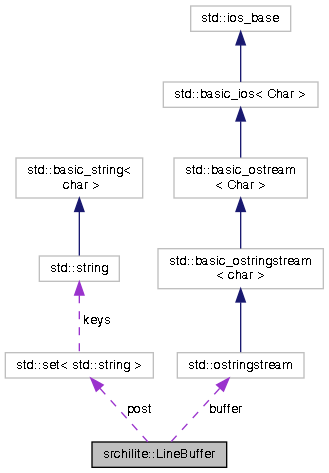 std::ios_base
std::basic_ios< Char >
std::basic_string<
char >
std::basic_ostream
< Char >
std::string
std::basic_ostringstream
< char >
keys
std::set< std::string >
std::ostringstream
post
buffer
srchilite::LineBuffer